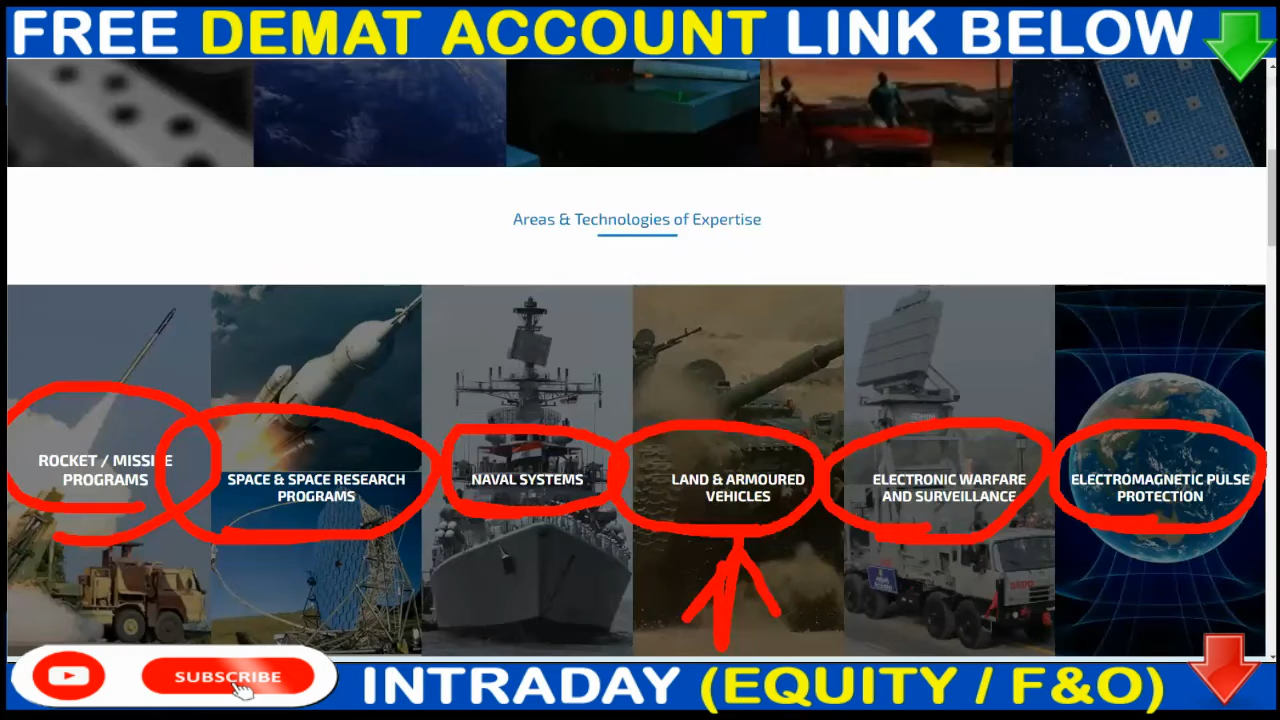 FREE DEMAT ACCOUNT LINK BELOW
Areas & Technologies of Expertise
ROCKET / MISSILE
PROGRAMS
SPACE & SPACE RESEARCH
PROGRAMS
NAVAL SYSTEMS
LAND & ARMOURED
VEHICLES
ELECTRONIC WARFARE
AND SURVEILLANCE
ELECTROMAGNETIC PULSE
PROTECTION
SUBSCRIBE
INTRADAY (EQUITY / F&O)